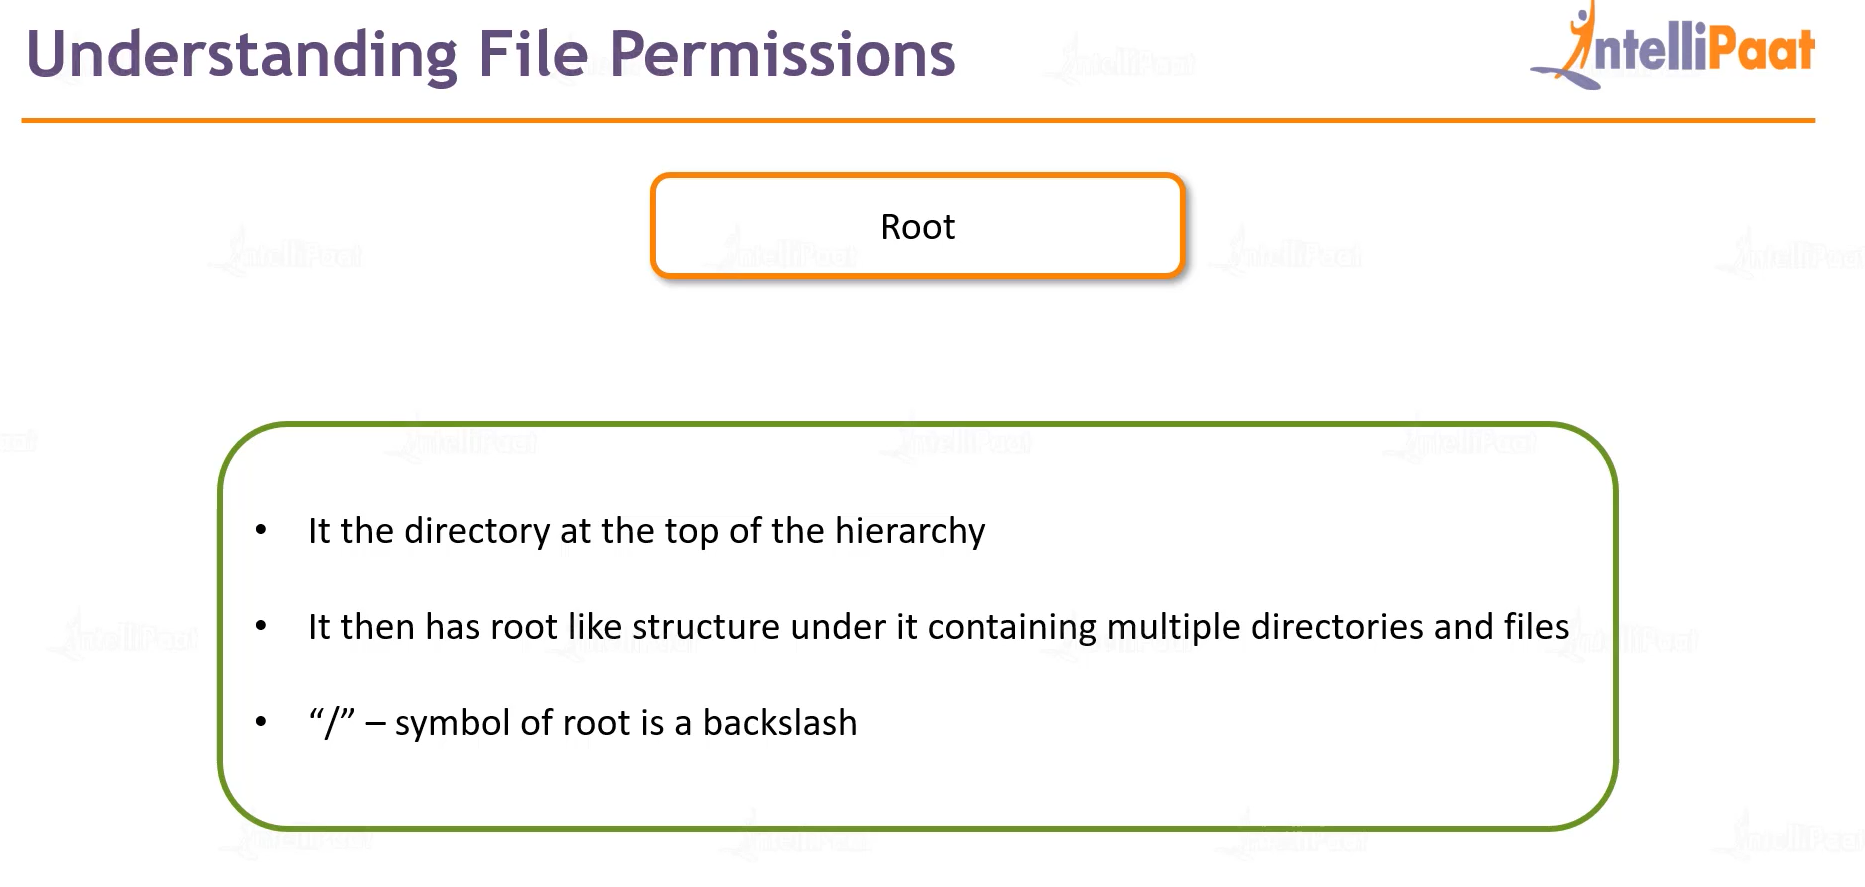 Understanding File Permissions
IntelliPaat
Root
• It the directory at the top of the hierarchy
• It then has root like structure under it containing multiple directories and files
• “/” – symbol of root is a backslash